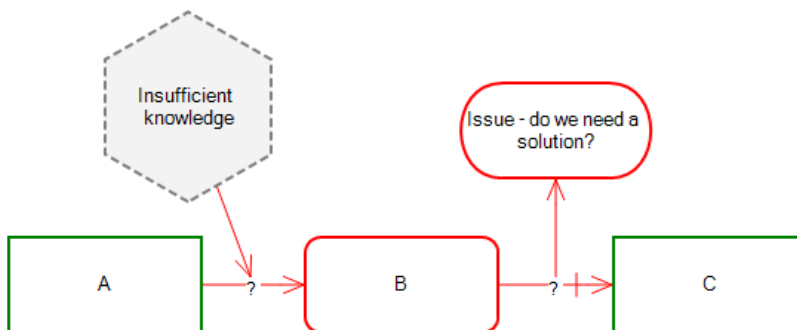 Insufficient
knowledge
Issue - do we need a
solution?
A
?
B
?
C